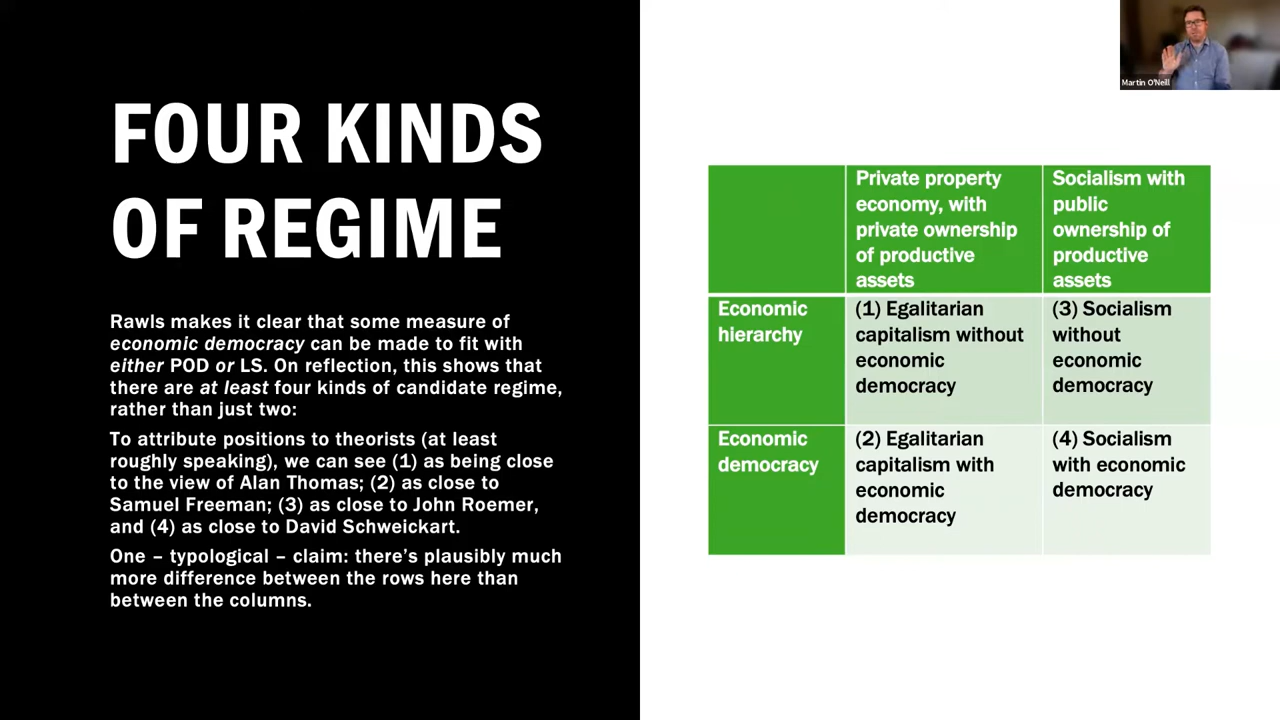 FOUR KINDS
OF REGIME
Rawls makes it clear that some measure of
economic democracy can be made to fit with
either POD or LS. On reflection, this shows that
there are at least four kinds of candidate regime,
rather than just two:
To attribute positions to theorists (at least
roughly speaking), we can see (1) as being close
to the view of Alan Thomas; (2) as close to
Samuel Freeman; (3) as close to John Roemer,
and (4) as close to David Schweickart.
One – typological – claim: there’s plausibly much
more difference between the rows here than
between the columns.
Martin O'Neill
Private property
economy, with
private ownership
of productive
assets
Socialism with
public
ownership of
productive
assets
Economic
hierarchy
(1) Egalitarian
capitalism without
economic
democracy
(3) Socialism
without
economic
democracy
Economic
democracy
(2) Egalitarian
capitalism with
economic
democracy
(4) Socialism
with economic
democracy